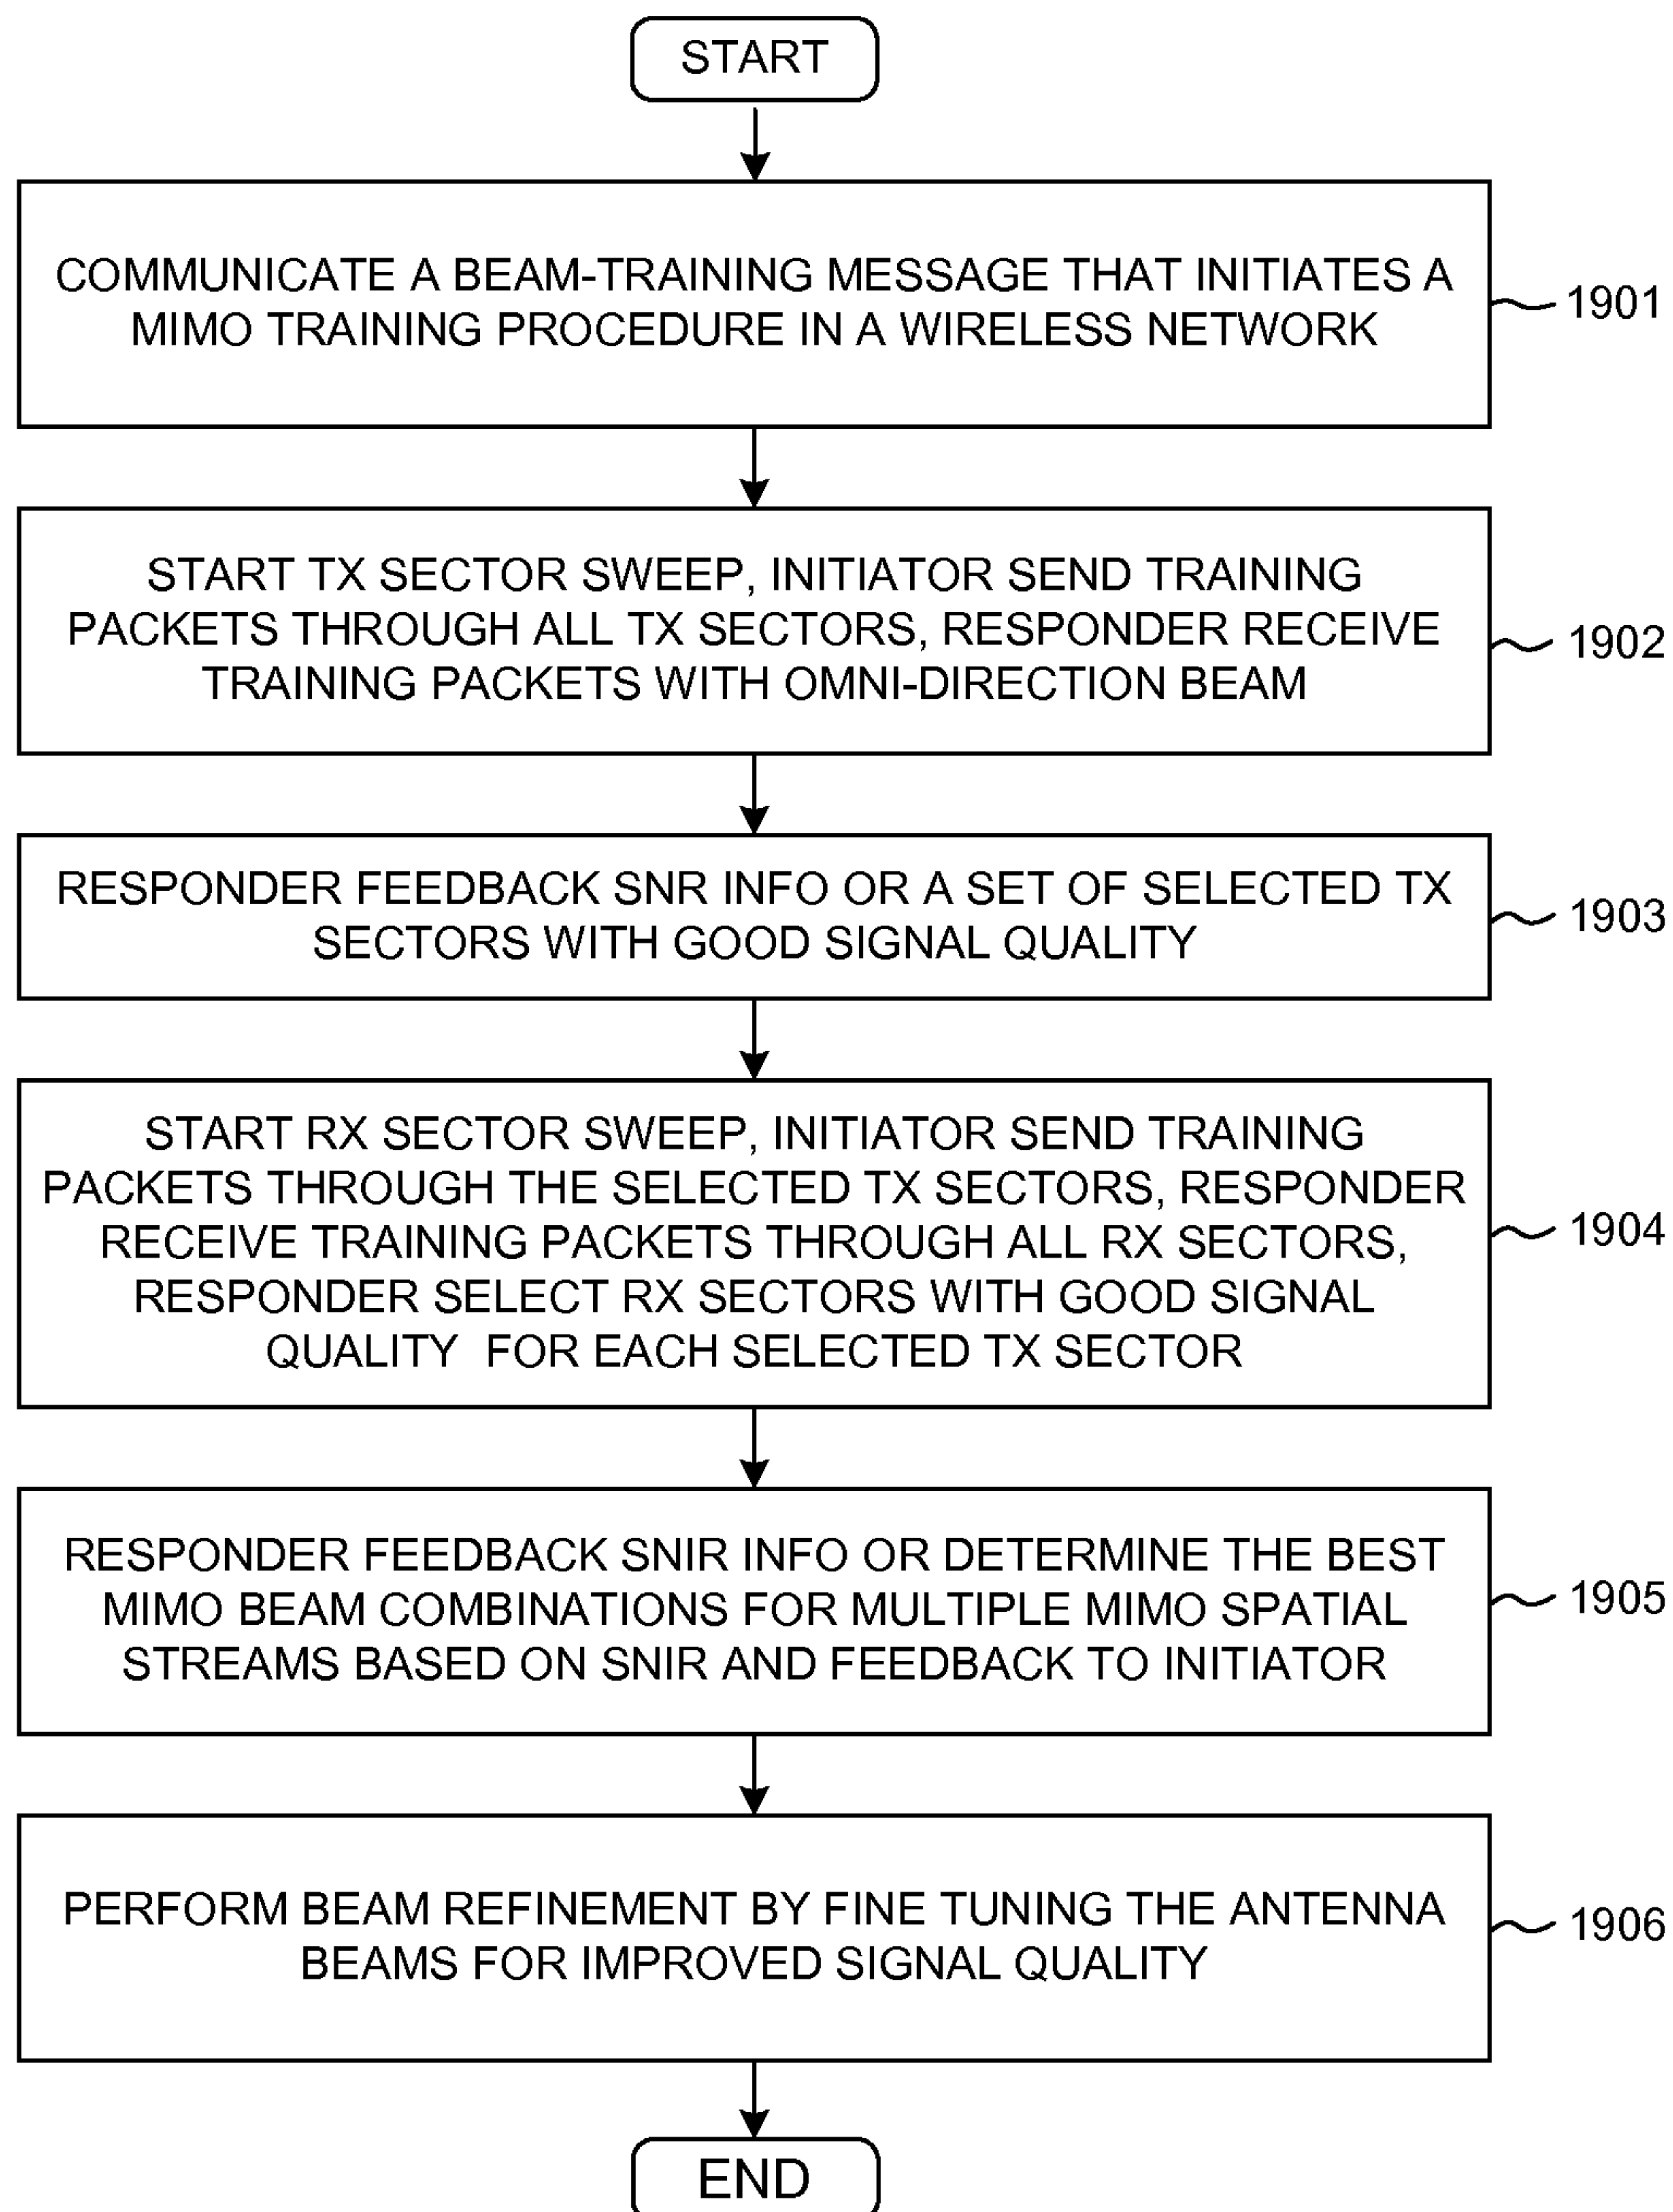 START
COMMUNICATE A BEAM-TRAINING MESSAGE THAT INITIATES A
MIMO TRAINING PROCEDURE IN A WIRELESS NETWORK
1901
START TX SECTOR SWEEP, INITIATOR SEND TRAINING
PACKETS THROUGH ALL TX SECTORS, RESPONDER RECEIVE
TRAINING PACKETS WITH OMNI-DIRECTION BEAM
1902
RESPONDER FEEDBACK SNR INFO OR A SET OF SELECTED TX
SECTORS WITH GOOD SIGNAL QUALITY
1903
START RX SECTOR SWEEP, INITIATOR SEND TRAINING
PACKETS THROUGH THE SELECTED TX SECTORS, RESPONDER
RECEIVE TRAINING PACKETS THROUGH ALL RX SECTORS,
RESPONDER SELECT RX SECTORS WITH GOOD SIGNAL
QUALITY FOR EACH SELECTED TX SECTOR
1904
RESPONDER FEEDBACK SNIR INFO OR DETERMINE THE BEST
MIMO BEAM COMBINATIONS FOR MULTIPLE MIMO SPATIAL
STREAMS BASED ON SNIR AND FEEDBACK TO INITIATOR
1905
PERFORM BEAM REFINEMENT BY FINE TUNING THE ANTENNA
BEAMS FOR IMPROVED SIGNAL QUALITY
1906
END